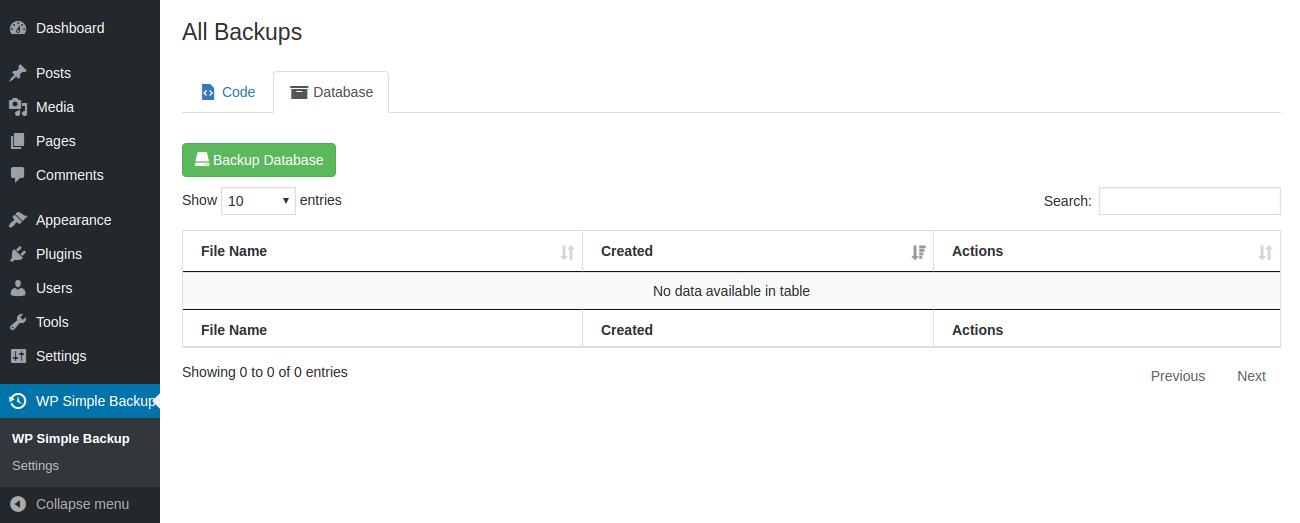 Dashboard
Posts
Media
Pages
Comments
Appearance
Plugins
Users
Tools
Settings
WP Simple Backup
WP Simple Backup
Settings
Collapse menu
All Backups
Code
Database
Backup Database
Show 10 entries
Search:
File Name Created Actions
No data available in table
File Name Created Actions
Showing 0 to 0 of 0 entries
Previous Next